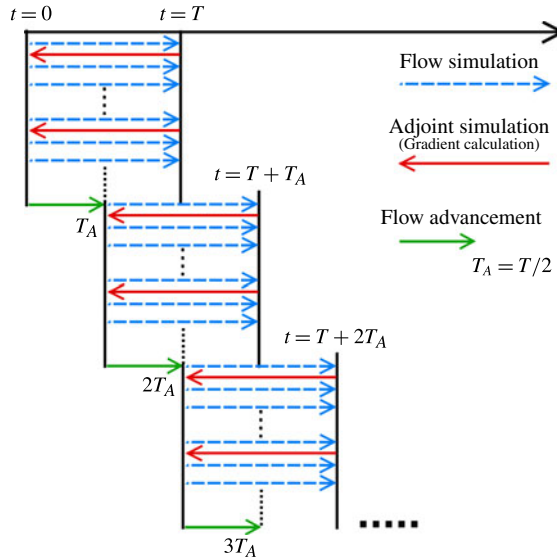 t = 0
t = T
Flow simulation
Adjoint simulation
(Gradient calculation)
t = T + T_A
Flow advancement
T_A
T_A = T/2
t = T + 2T_A
2T_A
3T_A